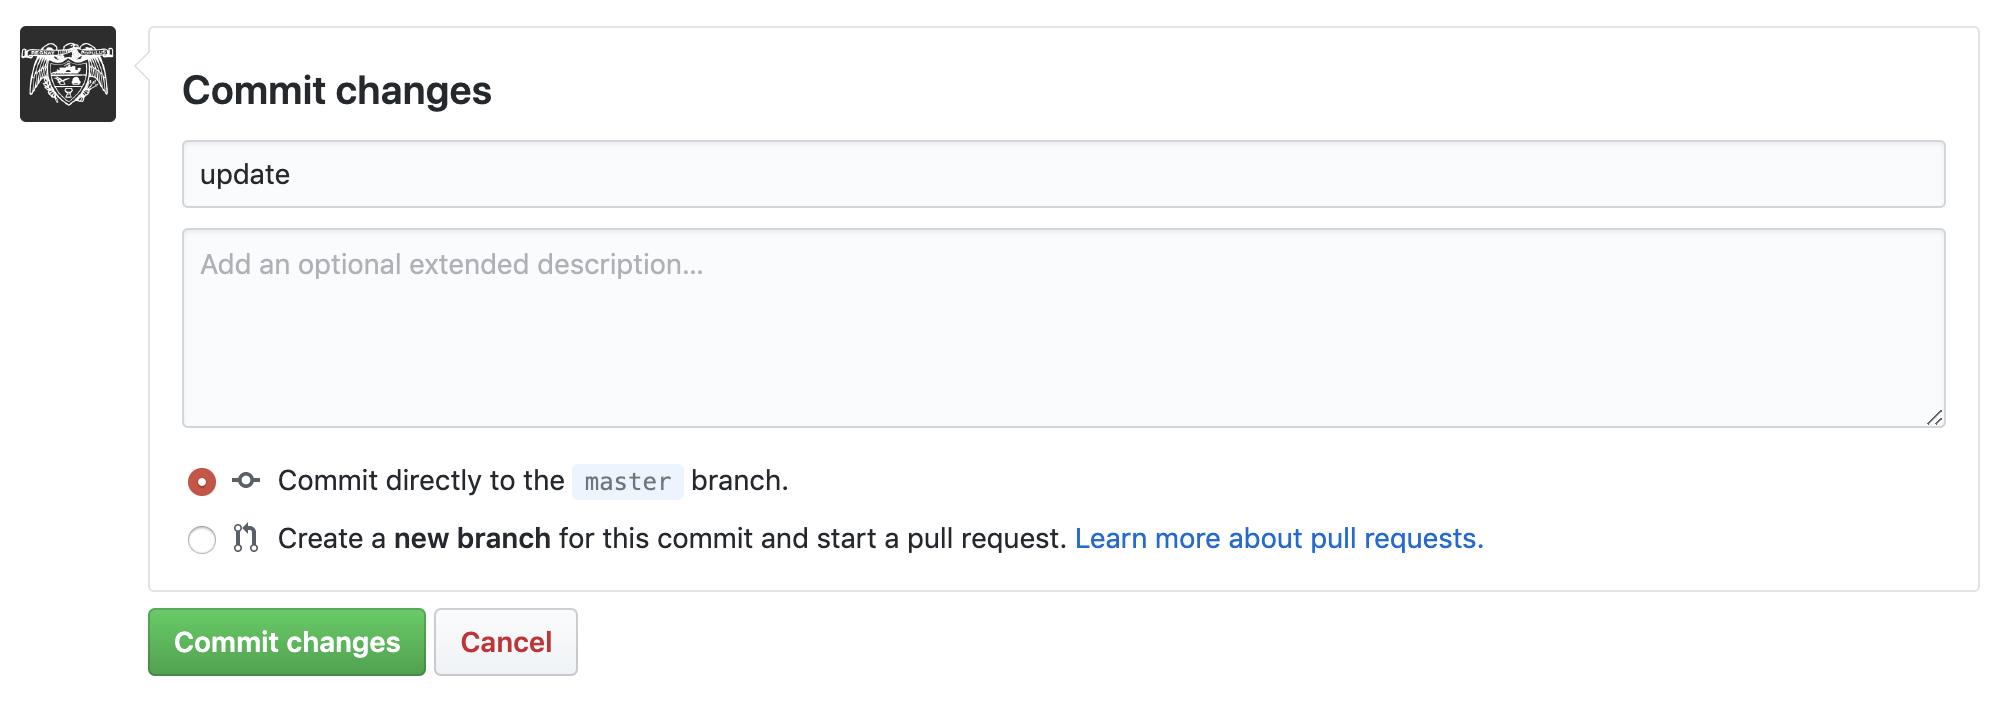 Commit changes
update
Add an optional extended description...
Commit directly to the master branch.
Create a new branch for this commit and start a pull request. Learn more about pull requests.
Commit changes
Cancel